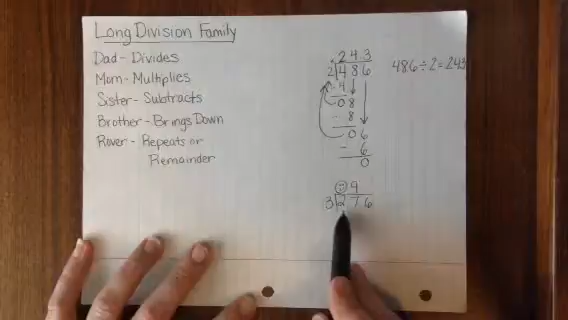 Long Division Family
Dad - Divides
Mom - Multiplies
Sister - Subtracts
Brother - Brings Down
Rover - Repeats or
Remainder
243
2 486
486÷2=243
- 4
08
- 8
06
- 6
0
9
3 276